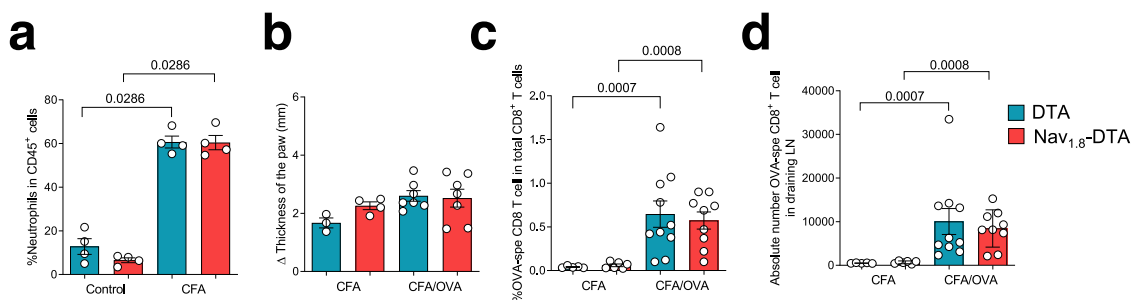 a
%Neutrophils in CD45+ cells
80
60
40
20
0
0.0286
0.0286
Control
CFA
b
Δ Thickness of the paw (mm)
6
4
2
0
CFA
CFA/OVA
c
%OVA-spe CD8 T cell in total CD8+ T cells
2.0
1.5
1.0
0.5
0.0
0.0008
0.0007
CFA
CFA/OVA
d
Absolute number OVA-spe CD8+ T cell
in draining LN
40000
30000
20000
10000
0
0.0008
0.0007
CFA
CFA/OVA
DTA
Nav1.8-DTA